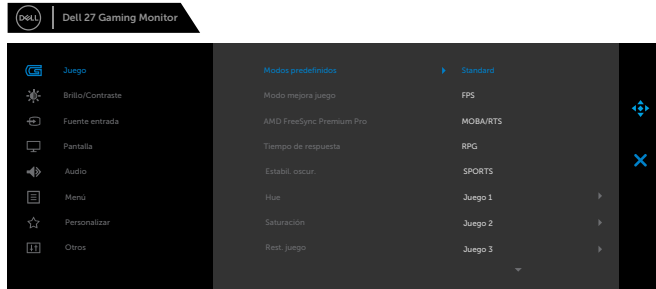 DELL
Dell 27 Gaming Monitor
Juego
Modos predefinidos
Standard
Brillo/Contraste
Modo mejora juego
FPS
Fuente entrada
AMD FreeSync Premium Pro
MOBA/RTS
Pantalla
Tiempo de respuesta
RPG
Audio
Estabil. oscur.
SPORTS
Menú
Hue
Juego 1
Personalizar
Saturación
Juego 2
Otros
Rest. juego
Juego 3